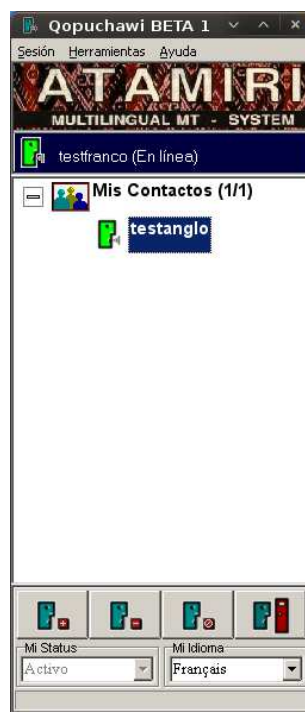 Qopuchawi BETA 1
Sesión Herramientas Ayuda
ATAMIRI
MULTILINGUAL MT - SYSTEM
testfranco (En línea)
Mis Contactos (1/1)
testanglo
Mi Status Mi Idioma
Activo Français